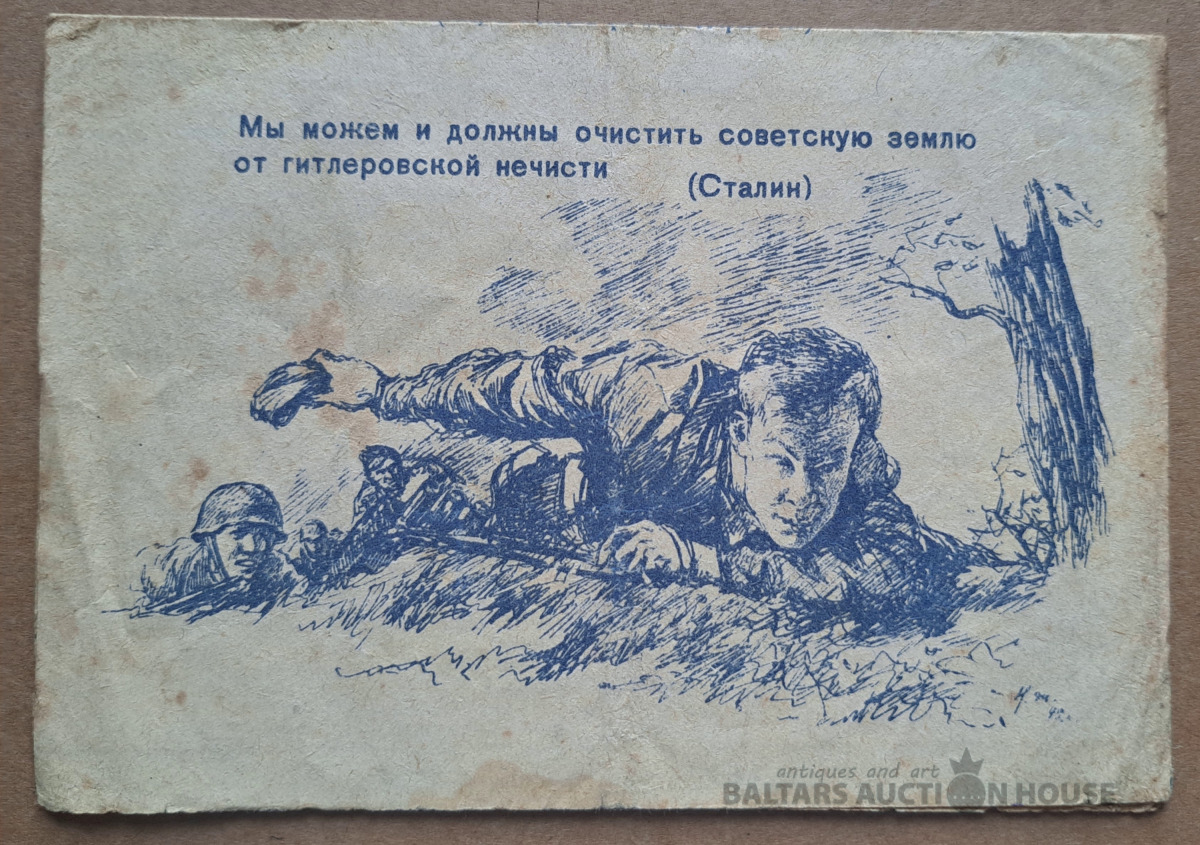 Мы можем и должны очистить советскую землю
от гитлеровской нечисти
(Сталин)
antiques and art
BALTARS AUCTION HOUSE